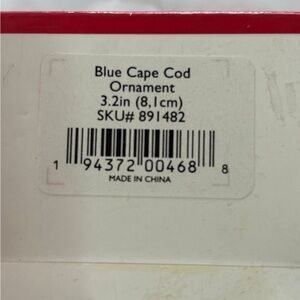 Blue Cape Cod
Ornament
3.2in (8,1cm)
SKU# 891482
1 94372 00468 8
MADE IN CHINA